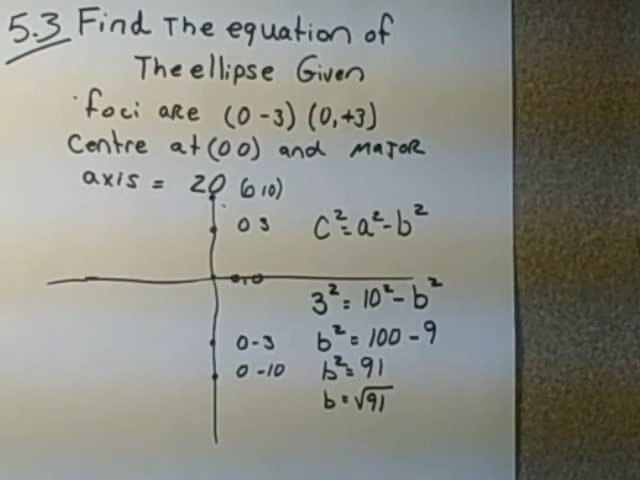 5.3 Find The equation of
The ellipse Given
foci are (0 -3) (0,+3)
Centre at (0 0) and MAJOR
axis = 20 (0 10)
0 3 C² = a² - b²
0,0
3² = 10² - b²
0 -3 b² = 100 - 9
0 -10 b² = 91
b = √91